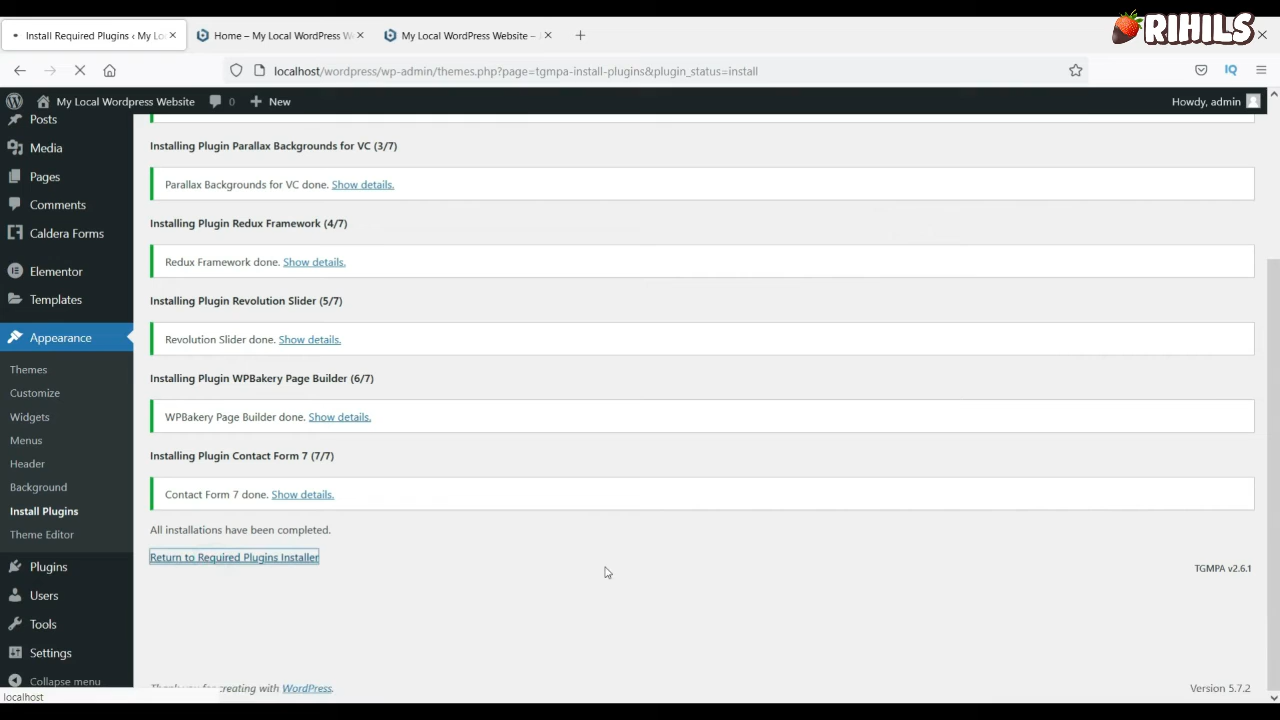 RIHILS
Install Required Plugins ‹ My Lo
Home – My Local WordPress W
My Local WordPress Website –
localhost/wordpress/wp-admin/themes.php?page=tgmpa-install-plugins&plugin_status=install
IQ
My Local Wordpress Website
0
New
Howdy, admin
Posts
Media
Pages
Comments
Caldera Forms
Elementor
Templates
Appearance
Themes
Customize
Widgets
Menus
Header
Background
Install Plugins
Theme Editor
Plugins
Users
Tools
Settings
Collapse menu
localhost
Installing Plugin Parallax Backgrounds for VC (3/7)
Parallax Backgrounds for VC done. Show details.
Installing Plugin Redux Framework (4/7)
Redux Framework done. Show details.
Installing Plugin Revolution Slider (5/7)
Revolution Slider done. Show details.
Installing Plugin WPBakery Page Builder (6/7)
WPBakery Page Builder done. Show details.
Installing Plugin Contact Form 7 (7/7)
Contact Form 7 done. Show details.
All installations have been completed.
Return to Required Plugins Installer
TGMPA v2.6.1
Thank you for creating with WordPress.
Version 5.7.2